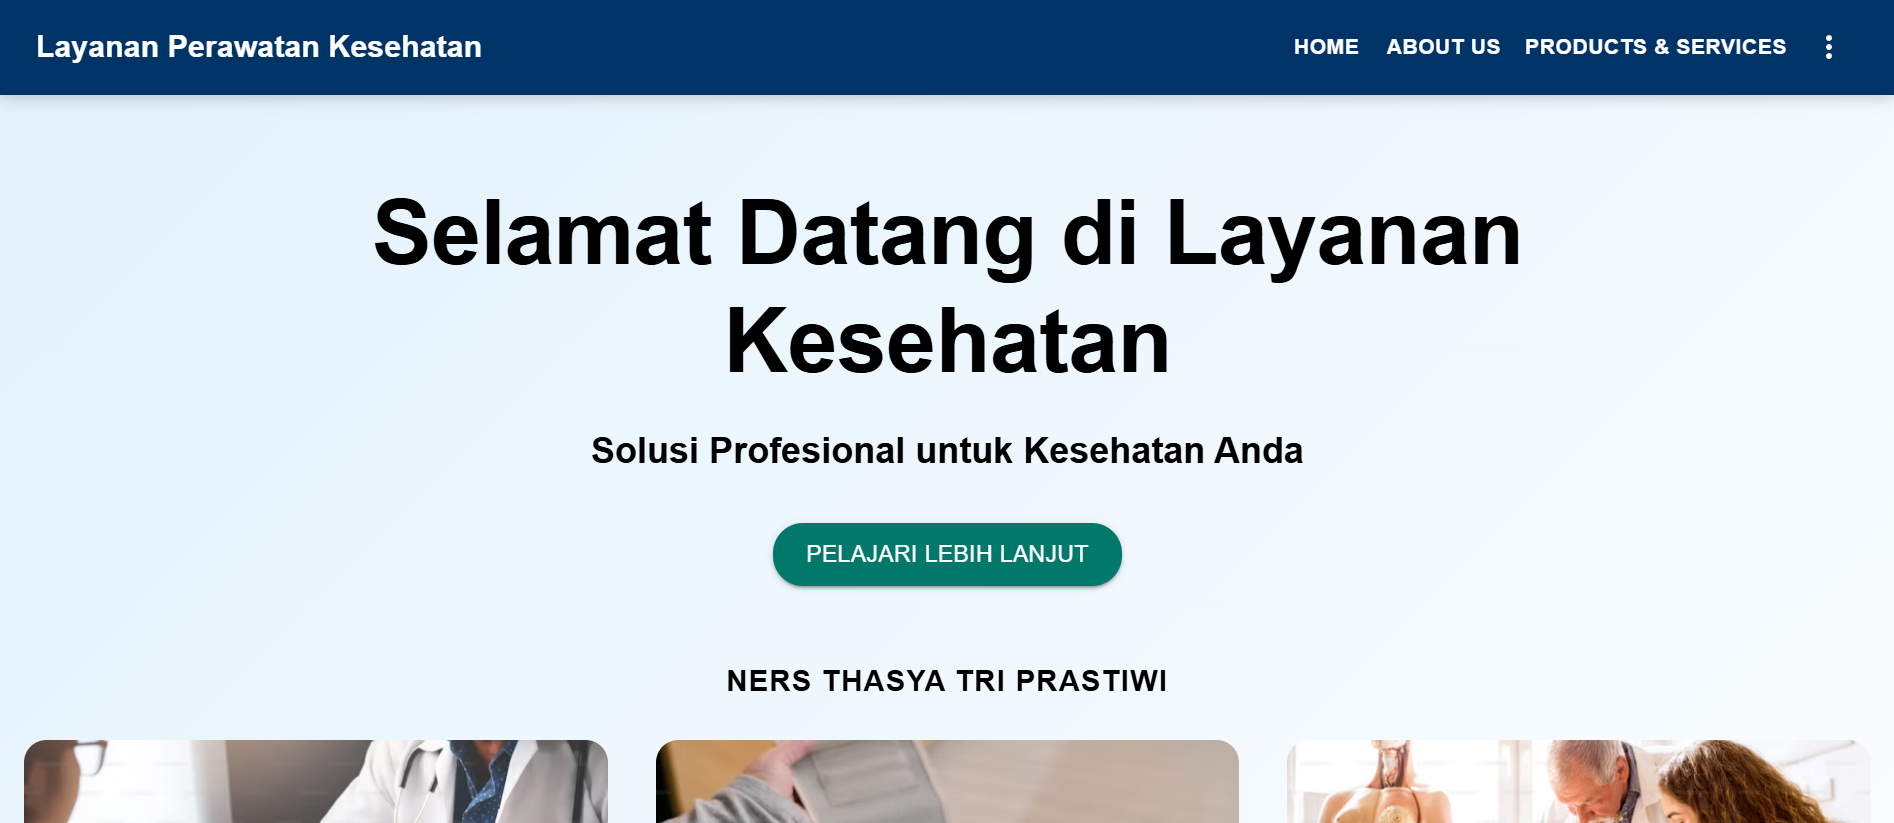 Layanan Perawatan Kesehatan
HOME ABOUT US PRODUCTS & SERVICES
Selamat Datang di Layanan
Kesehatan
Solusi Profesional untuk Kesehatan Anda
PELAJARI LEBIH LANJUT
NERS THASYA TRI PRASTIWI